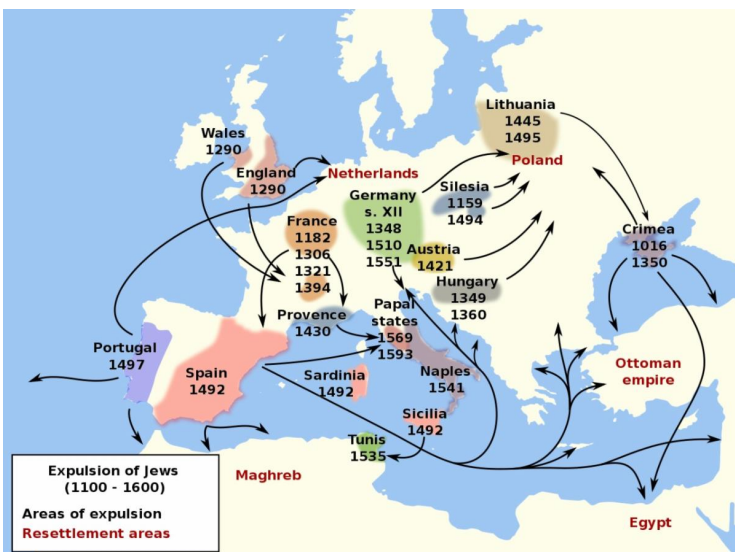 Lithuania
1445
1495
Poland
Wales
1290
England
1290
Netherlands
Germany
s. XII
1348
1510
1551
Silesia
1159
1494
France
1182
1306
1321
1394
Austria
1421
Crimea
1016
1350
Hungary
1349
1360
Provence
1430
Papal
states
1569
1593
Portugal
1497
Spain
1492
Sardinia
1492
Naples
1541
Ottoman
empire
Sicilia
1492
Tunis
1535
Maghreb
Egypt
Expulsion of Jews
(1100 - 1600)
Areas of expulsion
Resettlement areas